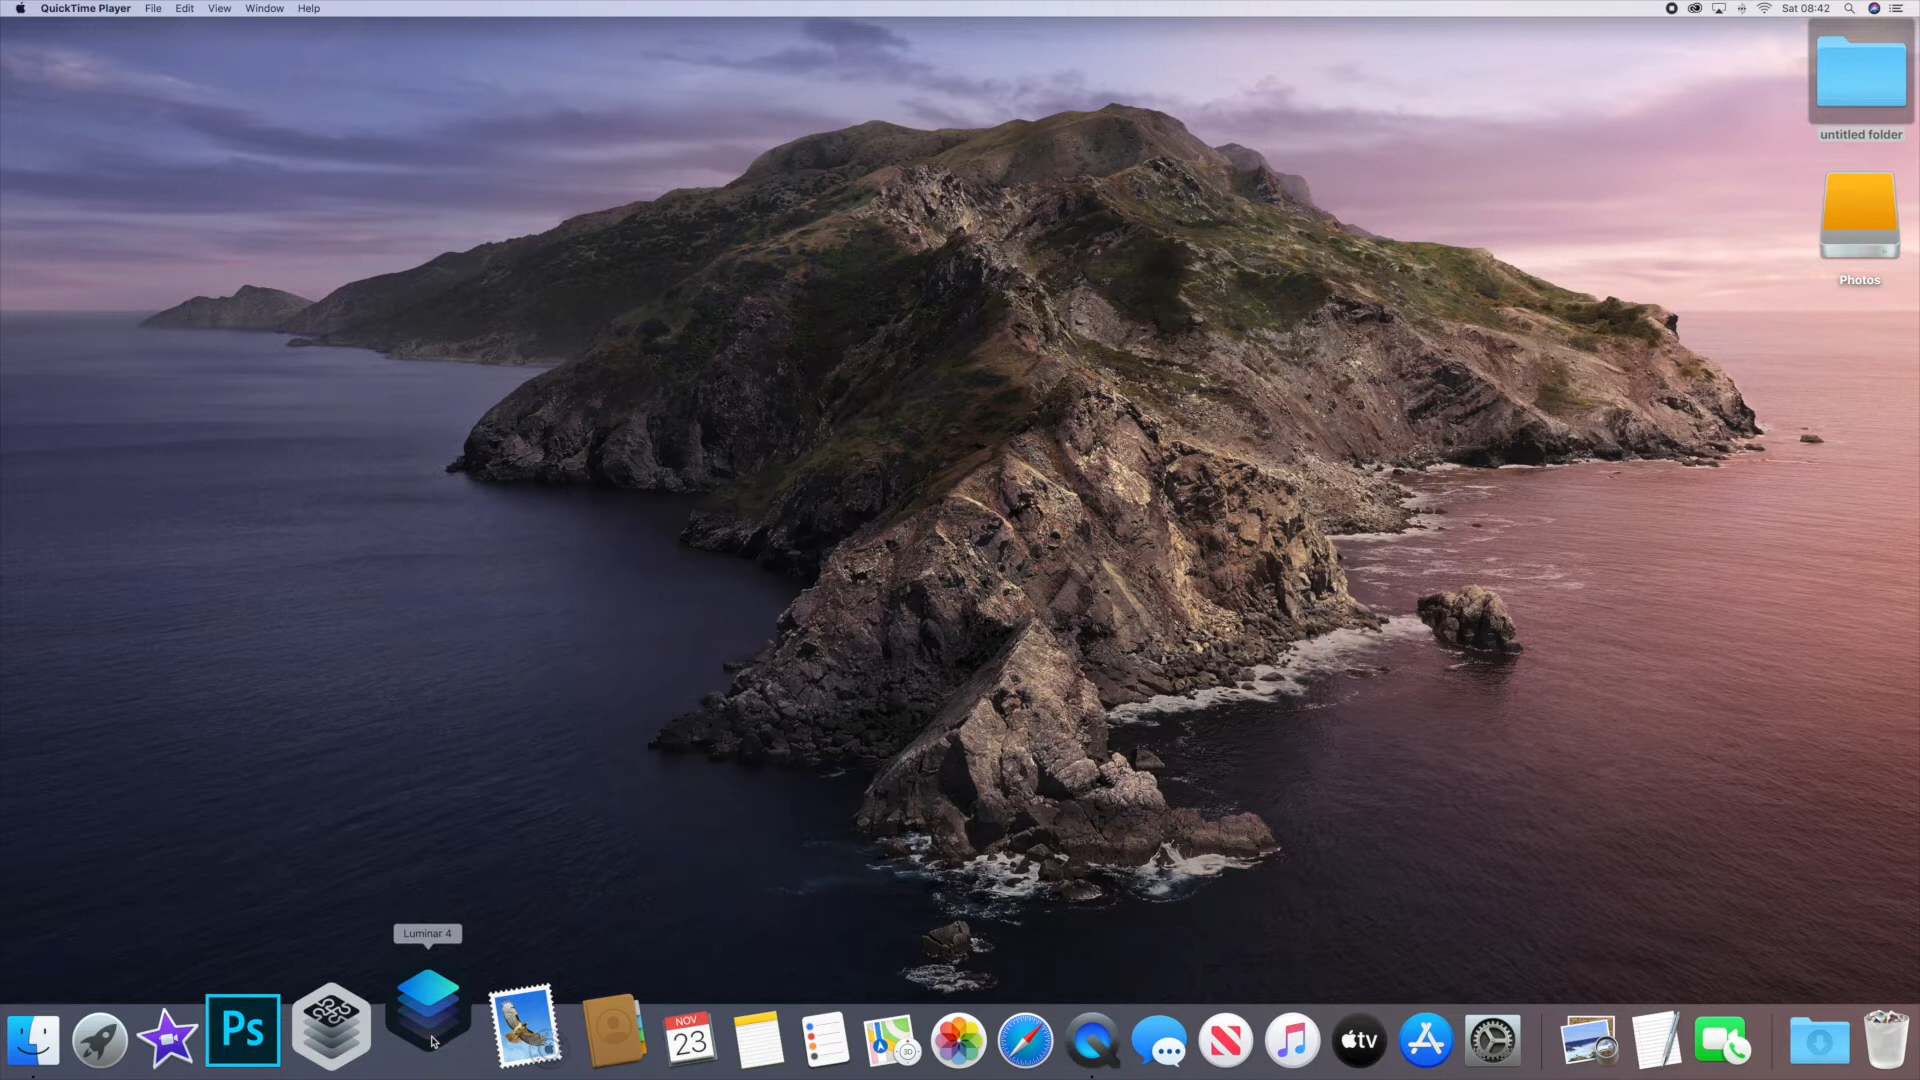 QuickTime Player File Edit View Window Help Sat 08:42
untitled folder
Photos
Luminar 4
Ps
NOV
23
3D
tv